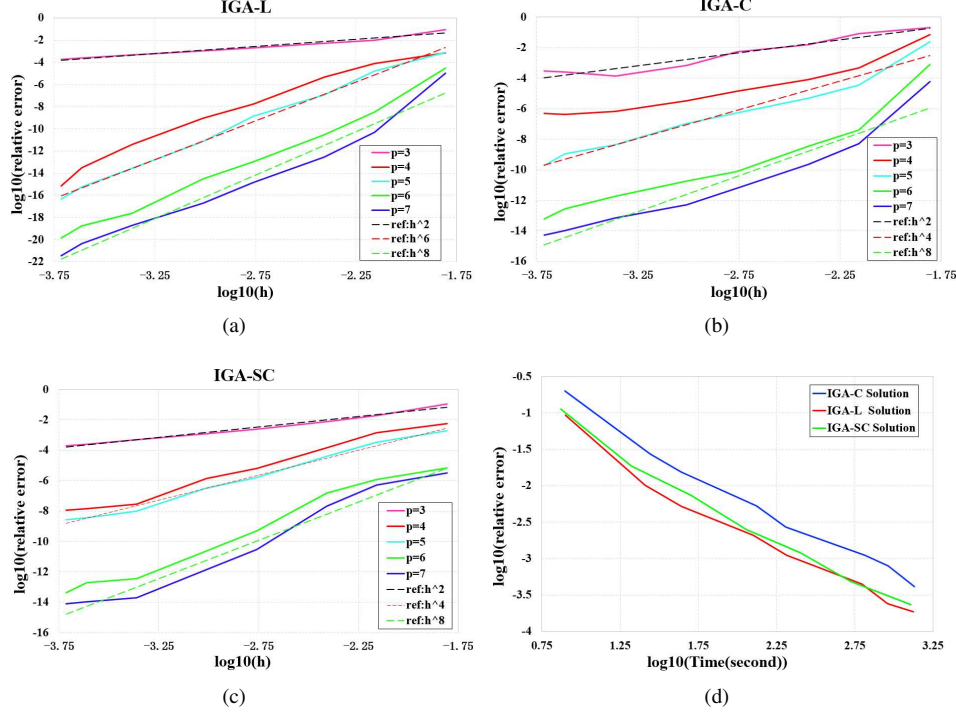 IGA-L
log10(relative error)
0
-2
-4
-6
-8
-10
-12
-14
-16
-18
-20
-22
p=3
p=4
p=5
p=6
p=7
ref:h^2
ref:h^6
ref:h^8
-3.75
-3.25
-2.75
-2.25
-1.75
log10(h)
(a)
IGA-C
log10(relative error)
0
-2
-4
-6
-8
-10
-12
-14
-16
p=3
p=4
p=5
p=6
p=7
ref:h^2
ref:h^4
ref:h^8
-3.75
-3.25
-2.75
-2.25
-1.75
log10(h)
(b)
IGA-SC
log10(relative error)
0
-2
-4
-6
-8
-10
-12
-14
-16
p=3
p=4
p=5
p=6
p=7
ref:h^2
ref:h^4
ref:h^8
-3.75
-3.25
-2.75
-2.25
-1.75
log10(h)
(c)
log10(relative error)
-0.5
-1
-1.5
-2
-2.5
-3
-3.5
-4
IGA-C Solution
IGA-L Solution
IGA-SC Solution
0.75
1.25
1.75
2.25
2.75
3.25
log10(Time(second))
(d)